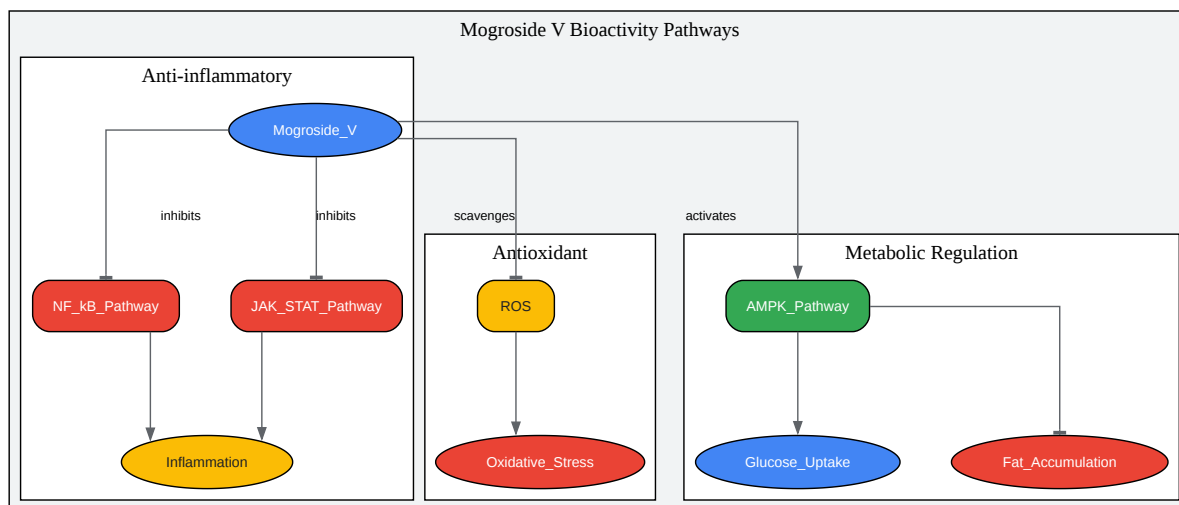 Mogroside V Bioactivity Pathways
Anti-inflammatory
Mogroside_V
inhibits
inhibits
scavenges
activates
Antioxidant
Metabolic Regulation
NF_kB_Pathway
JAK_STAT_Pathway
ROS
AMPK_Pathway
Inflammation
Oxidative_Stress
Glucose_Uptake
Fat_Accumulation